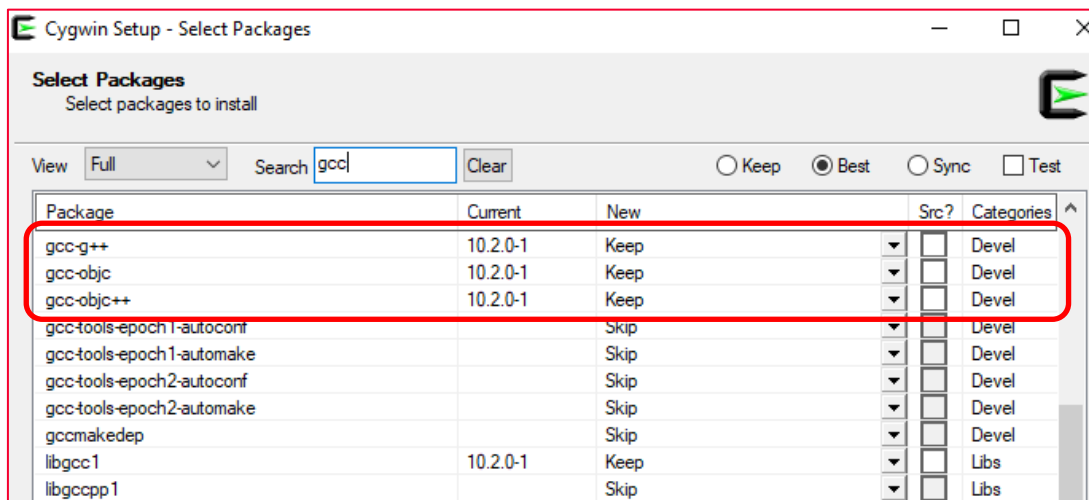 Cygwin Setup - Select Packages
Select Packages
Select packages to install
View Full Search gcc Clear Keep Best Sync Test
Package Current New Src? Categories
gcc-g++ 10.2.0-1 Keep Devel
gcc-objc 10.2.0-1 Keep Devel
gcc-objc++ 10.2.0-1 Keep Devel
gcc-tools-epoch1-autoconf Skip Devel
gcc-tools-epoch1-automake Skip Devel
gcc-tools-epoch2-autoconf Skip Devel
gcc-tools-epoch2-automake Skip Devel
gccmakedep Skip Devel
libgcc1 10.2.0-1 Keep Libs
libgccpp1 Skip Libs